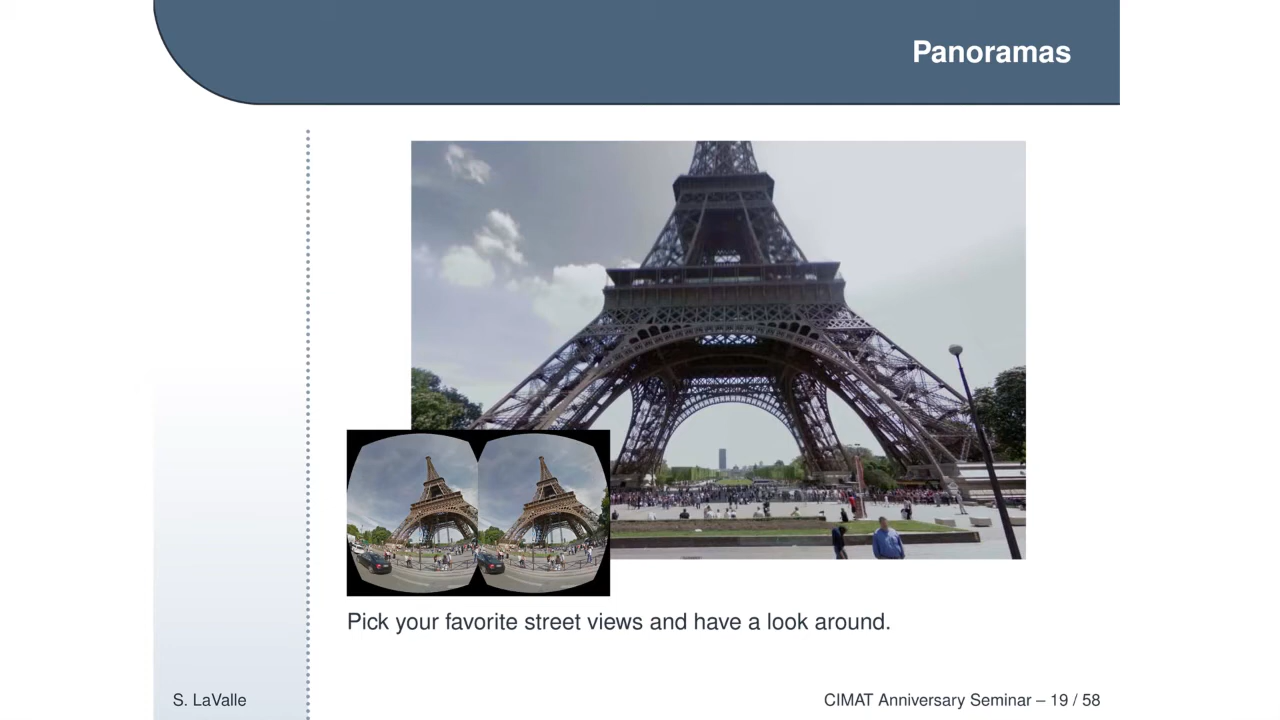 Panoramas
Pick your favorite street views and have a look around.
S. LaValle
CIMAT Anniversary Seminar – 19 / 58